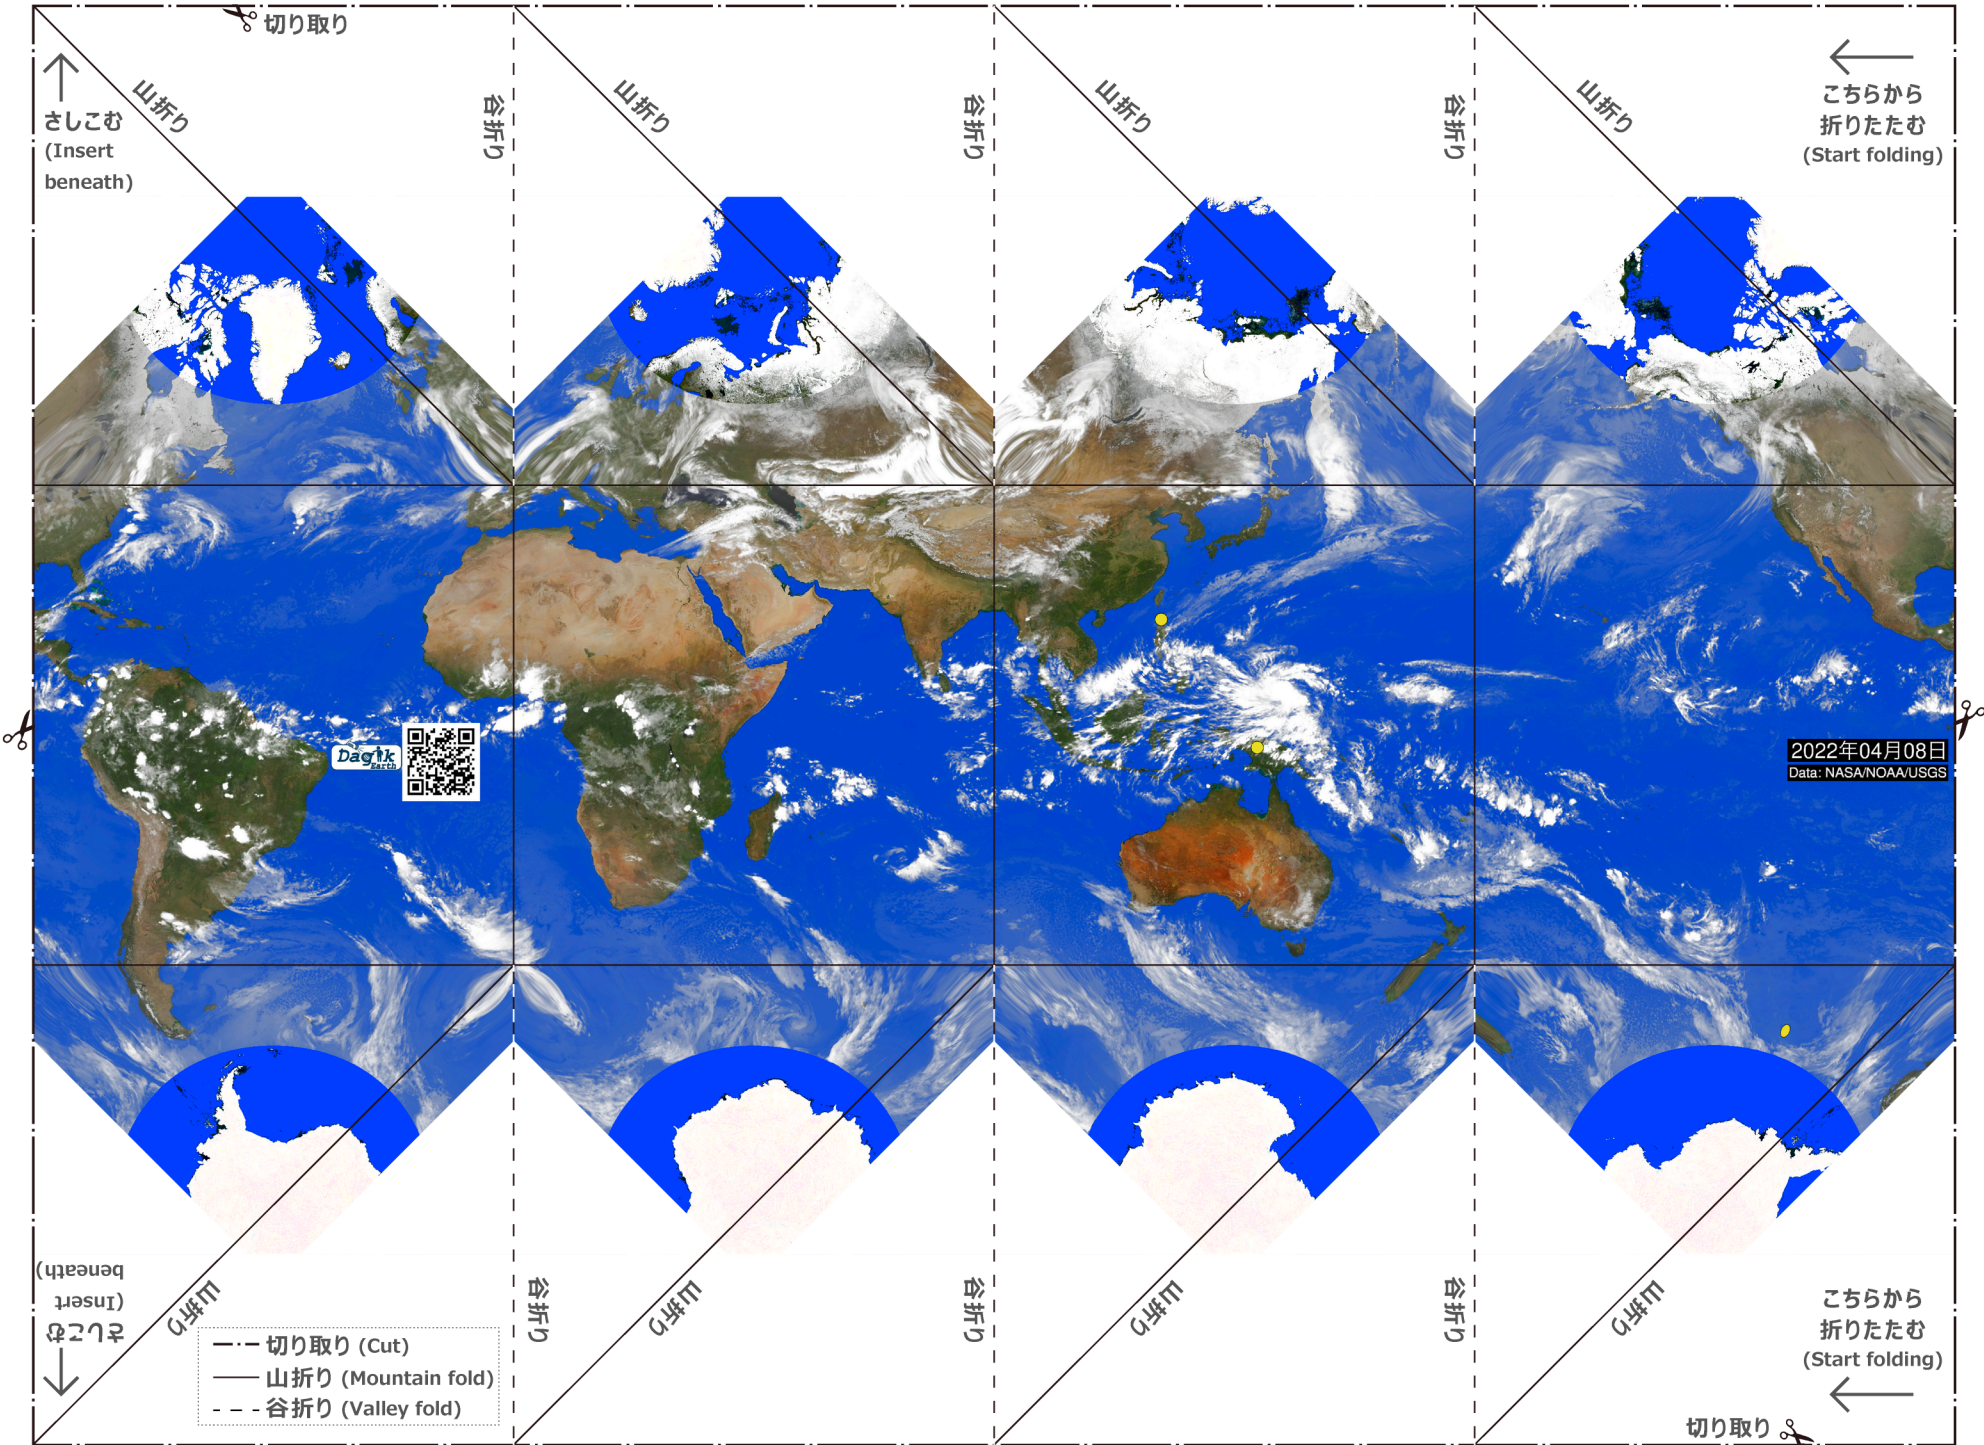 切り取り
さしこむ
(Insert
beneath)
山折り
谷折り
山折り
谷折り
山折り
谷折り
山折り
こちらから
折りたたむ
(Start folding)
Dagik
Earth
2022年04月08日
Data: NASA/NOAA/USGS
さしこむ
(Insert
beneath)
山折り
谷折り
山折り
谷折り
山折り
谷折り
山折り
こちらから
折りたたむ
(Start folding)
切り取り (Cut)
山折り (Mountain fold)
谷折り (Valley fold)
切り取り